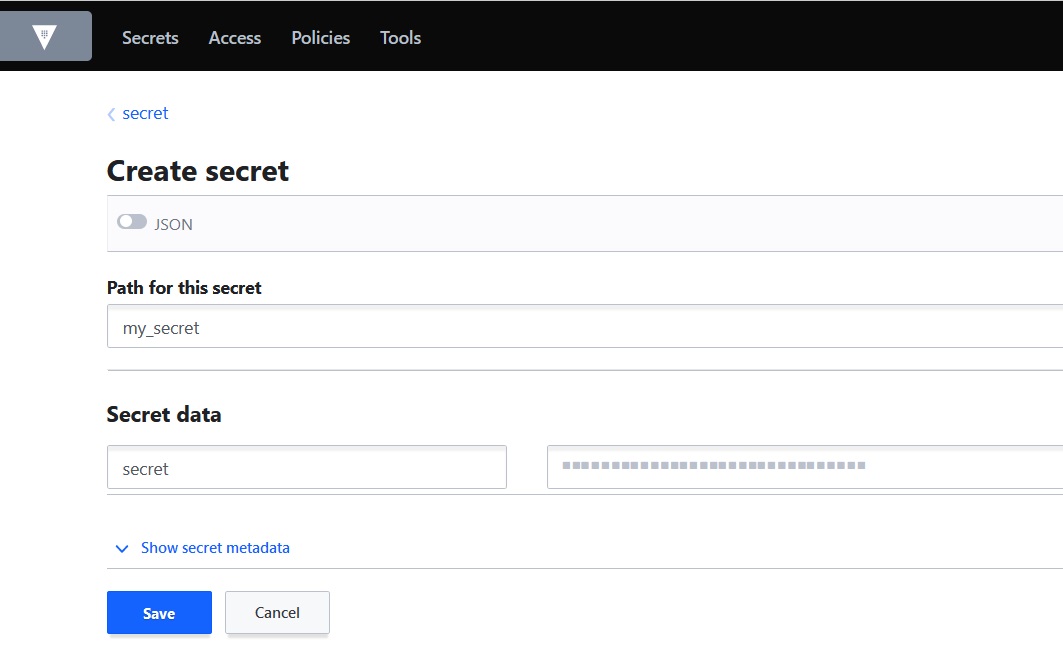 Secrets Access Policies Tools
secret
Create secret
JSON
Path for this secret
my_secret
Secret data
secret
Show secret metadata
Save Cancel